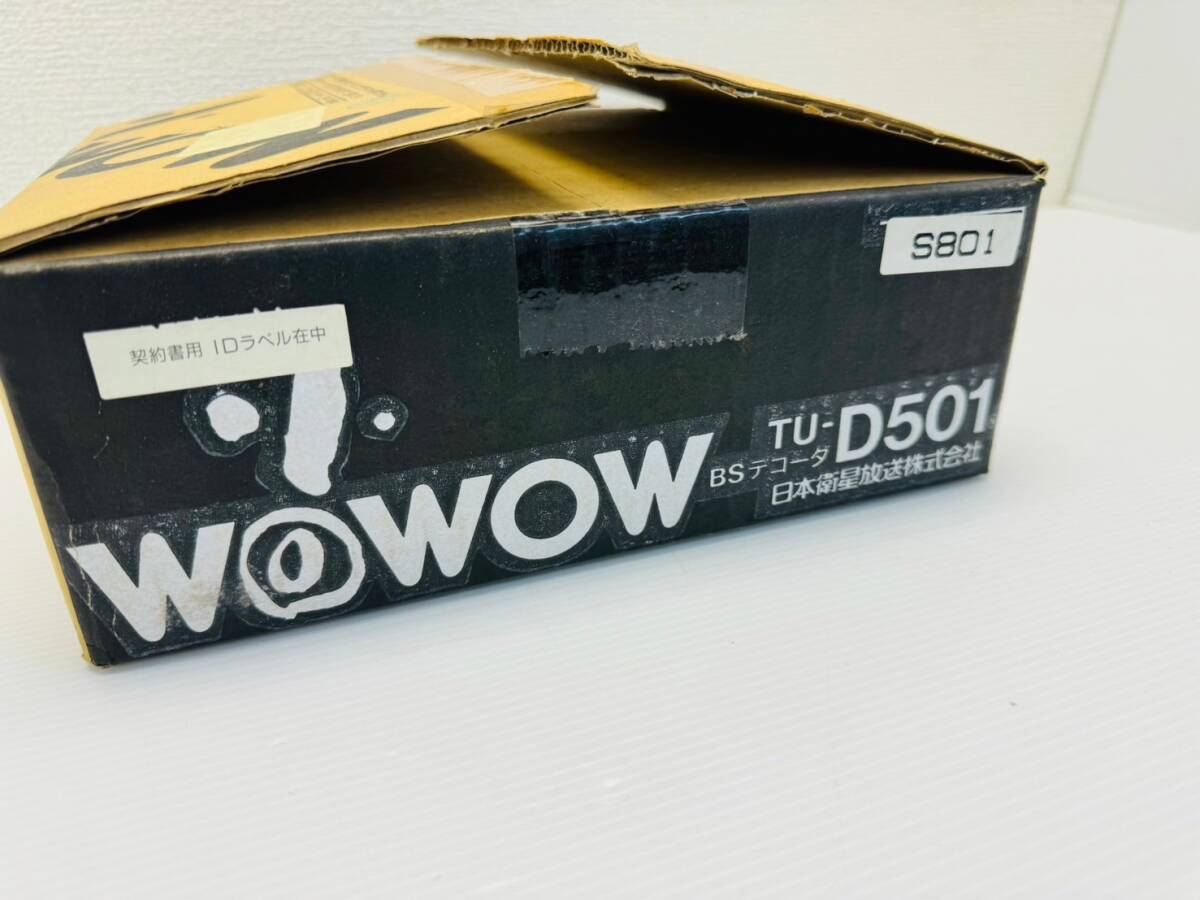 S801
契約書用 IDラベル在中
WOWOW
BSデコーダ TU-D501
日本衛星放送株式会社